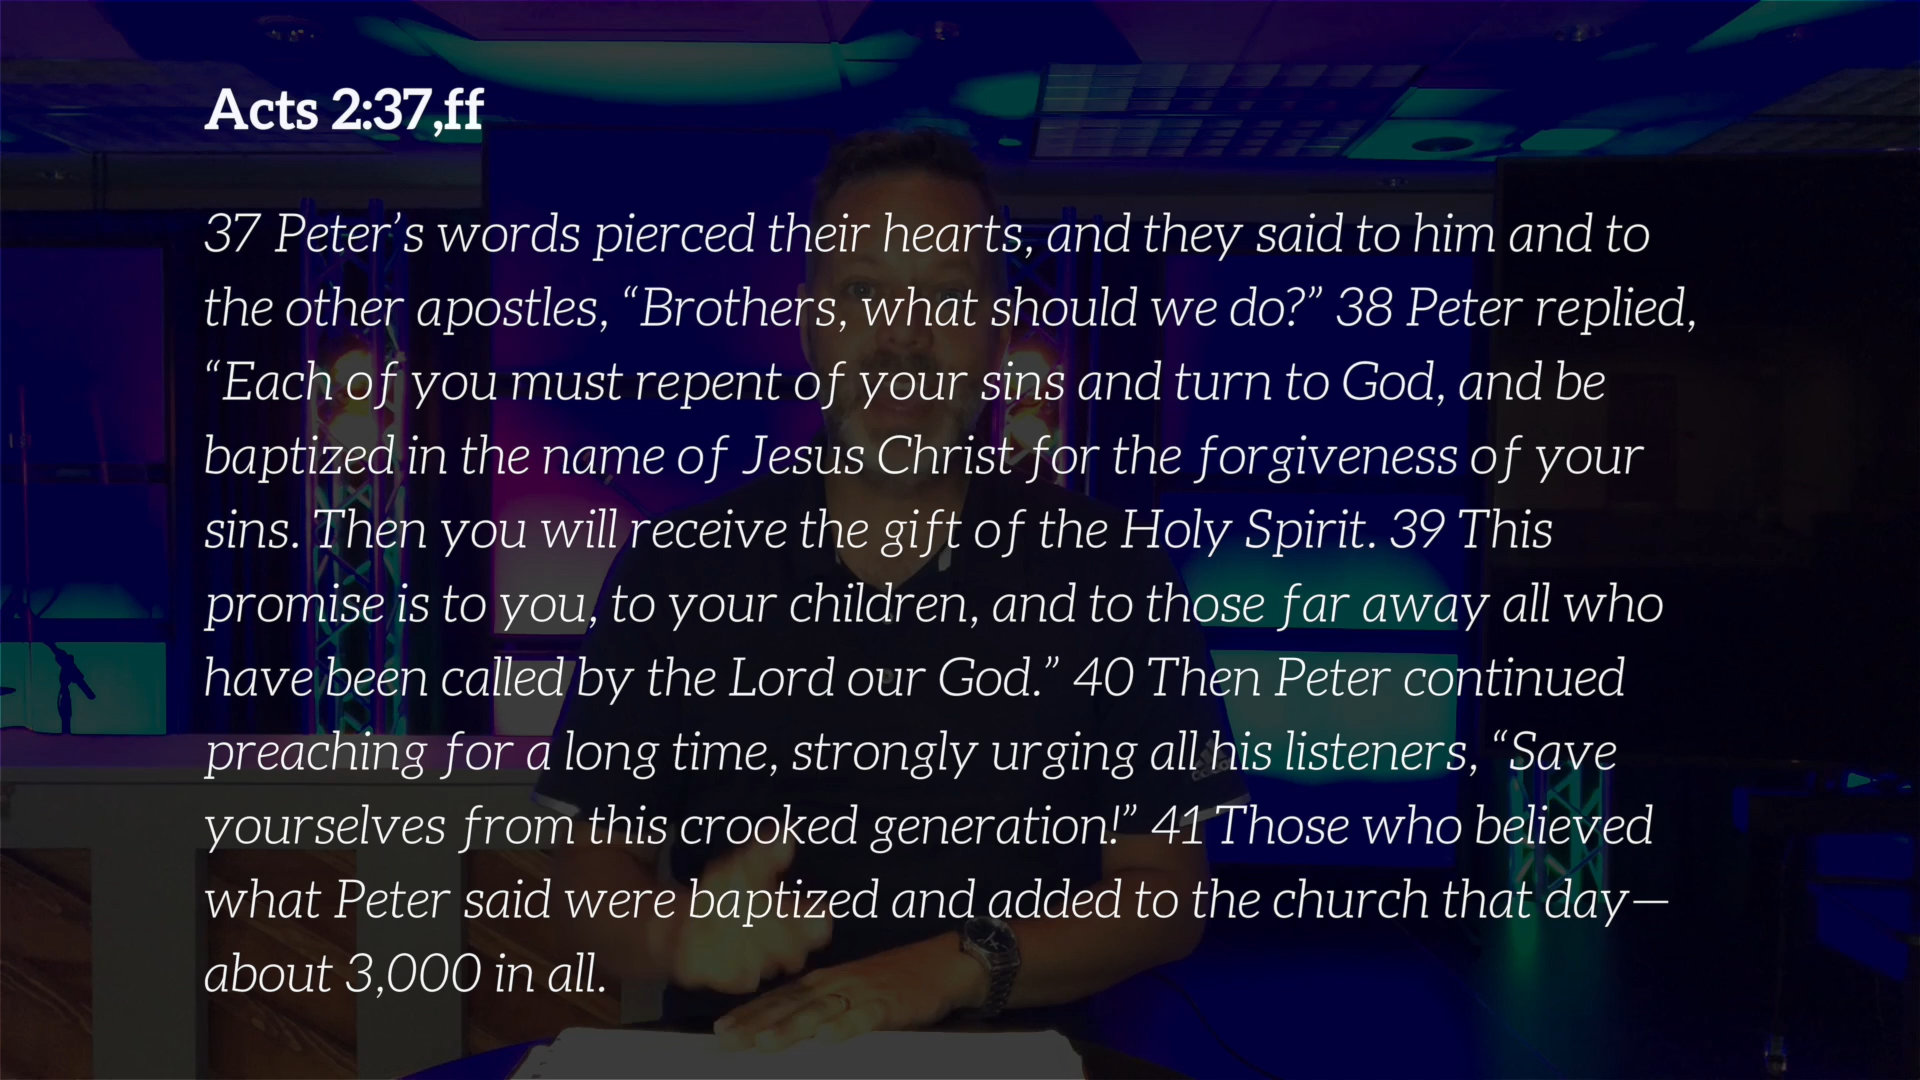 Acts 2:37,ff
37 Peter’s words pierced their hearts, and they said to him and to
the other apostles, “Brothers, what should we do?” 38 Peter replied,
“Each of you must repent of your sins and turn to God, and be
baptized in the name of Jesus Christ for the forgiveness of your
sins. Then you will receive the gift of the Holy Spirit. 39 This
promise is to you, to your children, and to those far away all who
have been called by the Lord our God.” 40 Then Peter continued
preaching for a long time, strongly urging all his listeners, “Save
yourselves from this crooked generation!” 41 Those who believed
what Peter said were baptized and added to the church that day—
about 3,000 in all.